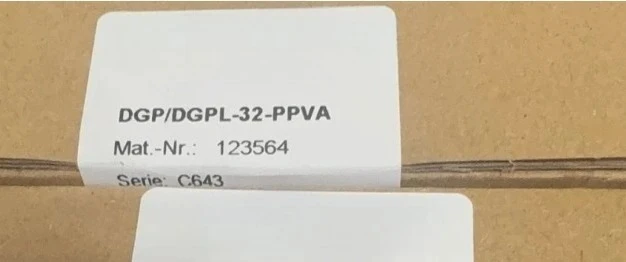 DGP/DGPL-32-PPVA
Mat.-Nr.: 123564
Serie: C643